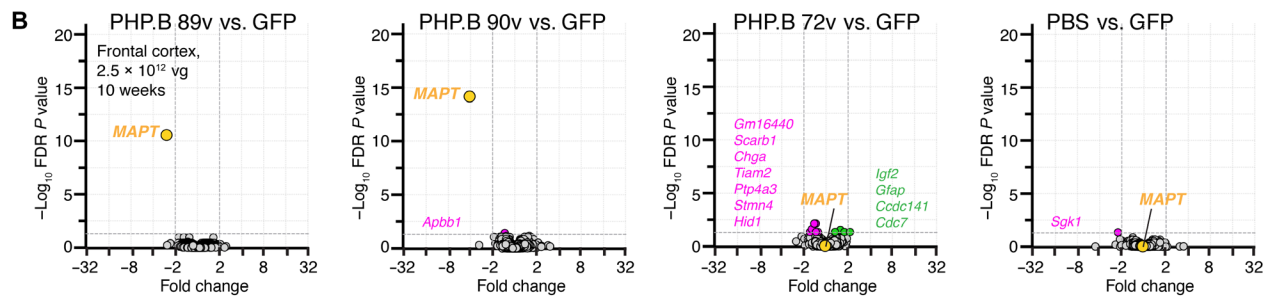 B
PHP.B 89v vs. GFP
20
15
10
5
0
−Log10 FDR P value
Frontal cortex,
2.5 × 10¹² vg
10 weeks
MAPT
−32
−8
−2
2
8
32
Fold change
PHP.B 90v vs. GFP
20
15
10
5
0
−Log10 FDR P value
MAPT
Apbb1
−32
−8
−2
2
8
32
Fold change
PHP.B 72v vs. GFP
20
15
10
5
0
−Log10 FDR P value
Gm16440
Scarb1
Chga
Tiam2
Ptp4a3
Stmn4
Hid1
MAPT
Igf2
Gfap
Ccdc141
Cdc7
−32
−8
−2
2
8
32
Fold change
PBS vs. GFP
20
15
10
5
0
−Log10 FDR P value
MAPT
Sgk1
−32
−8
−2
2
8
32
Fold change